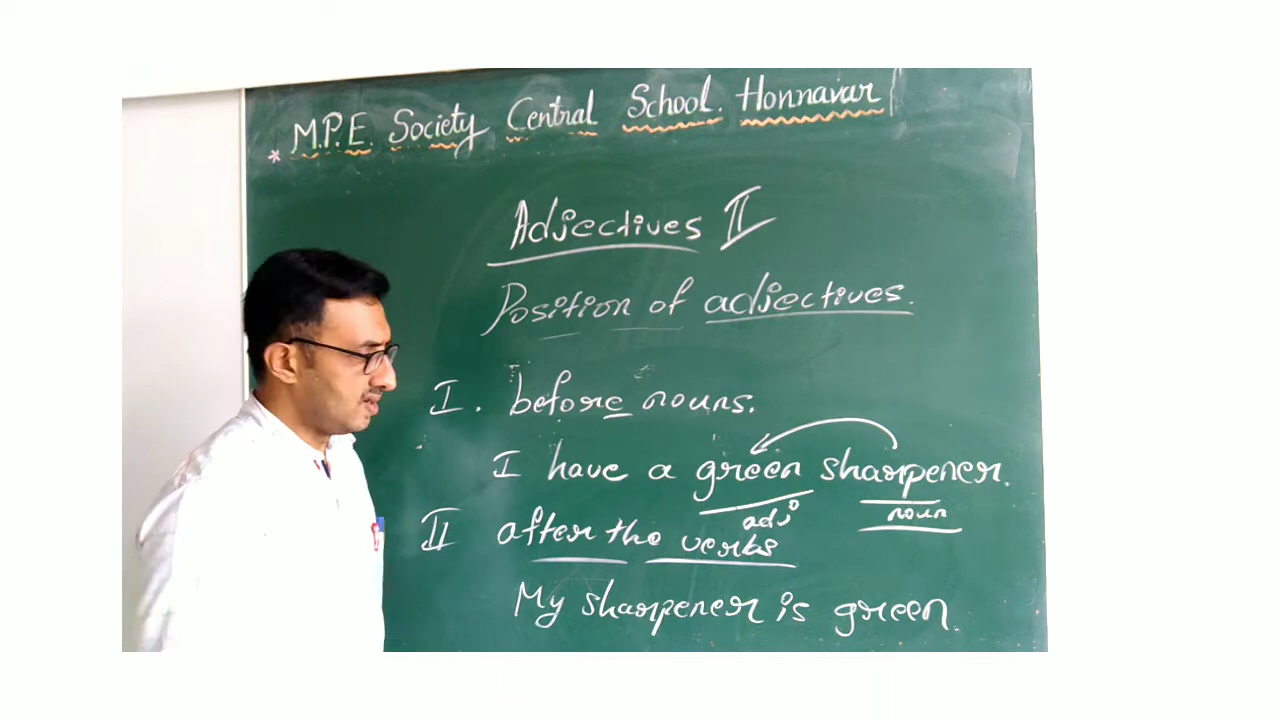 * M.P.E. Society Central School. Honnavar
Adjectives II
Position of adjectives.
I. before nouns.
I have a green sharpener.
adj noun
II after the verbs
My sharpener is green.